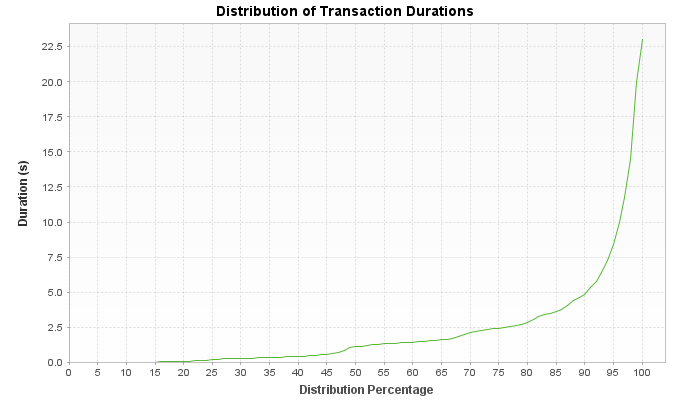 Distribution of Transaction Durations
Duration (s)
22.5
20.0
17.5
15.0
12.5
10.0
7.5
5.0
2.5
0.0
0 5 10 15 20 25 30 35 40 45 50 55 60 65 70 75 80 85 90 95 100
Distribution Percentage